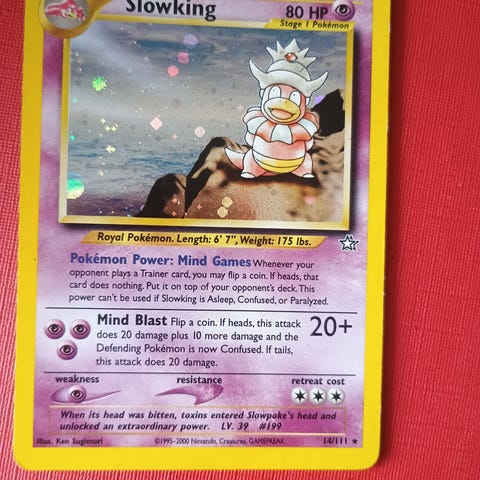 Slowking 80 HP
Stage 1 Pokémon
Royal Pokémon. Length: 6' 7", Weight: 175 lbs.
Pokémon Power: Mind Games Whenever your
opponent plays a Trainer card, you may flip a coin. If heads, that
card does nothing. Put it on top of your opponent's deck. This
power can't be used if Slowking is Asleep, Confused, or Paralyzed.
Mind Blast Flip a coin. If heads, this attack 20+
does 20 damage plus 10 more damage and the
Defending Pokémon is now Confused. If tails,
this attack does 20 damage.
weakness resistance retreat cost
When its head was bitten, toxins entered Slowpoke's head and
unlocked an extraordinary power. LV. 39 #199
Illus. Ken Sugimori ©1995-2000 Nintendo, Creatures, GAMEFREAK. 14/111 ★